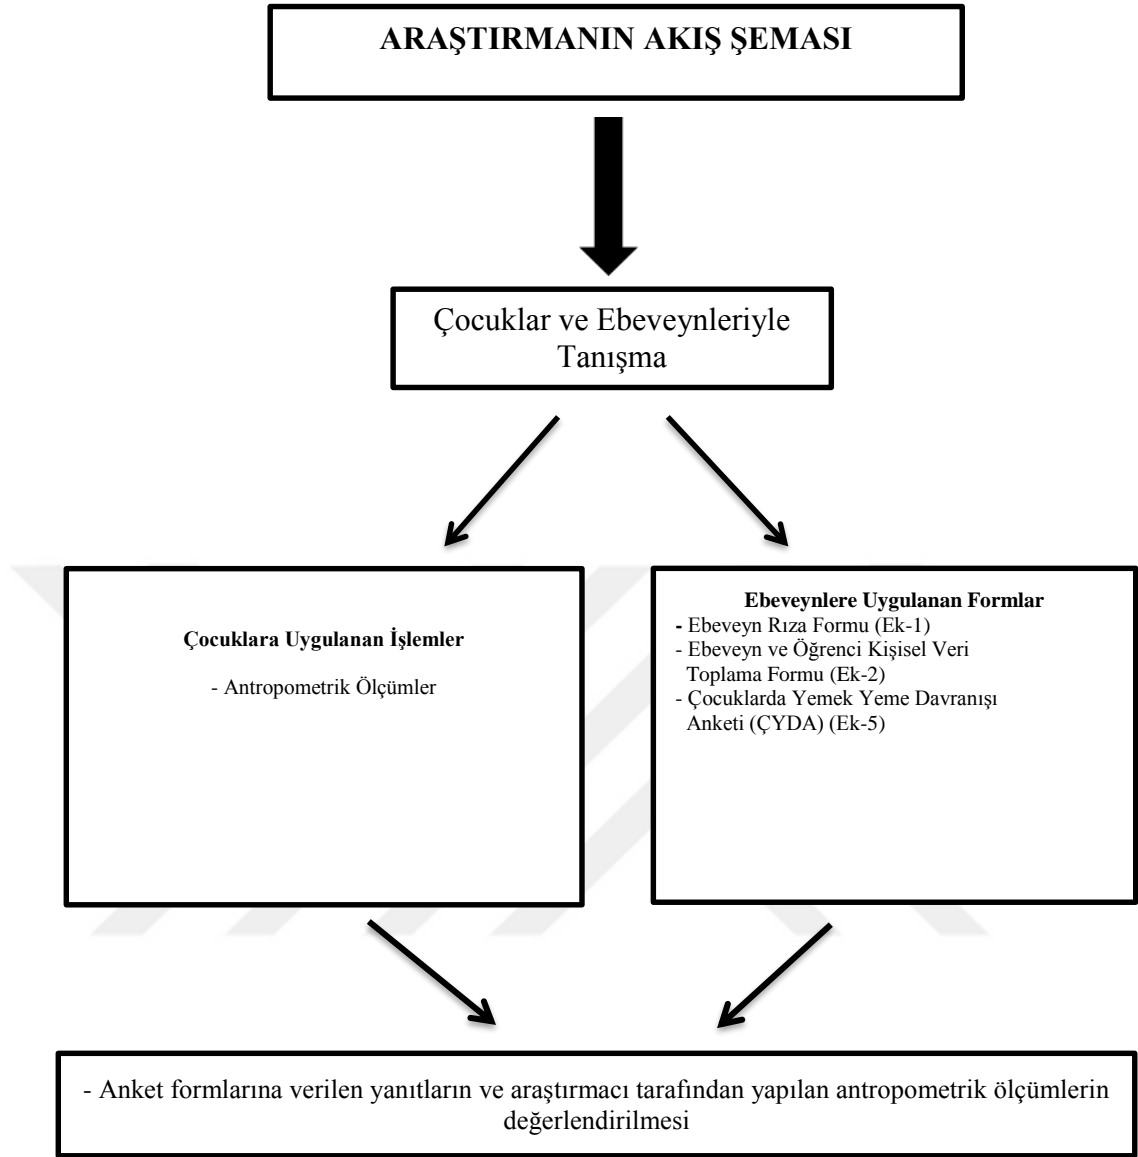 ARAŞTIRMANIN AKIŞ ŞEMASI
Çocuklar ve Ebeveynleriyle
Tanışma
Çocuklara Uygulanan İşlemler
- Antropometrik Ölçümler
Ebeveynlere Uygulanan Formlar
- Ebeveyn Rıza Formu (Ek-1)
- Ebeveyn ve Öğrenci Kişisel Veri
Toplama Formu (Ek-2)
- Çocuklarda Yemek Yeme Davranışı
Anketi (ÇYDA) (Ek-5)
- Anket formlarına verilen yanıtların ve araştırmacı tarafından yapılan antropometrik ölçümlerin
değerlendirilmesi